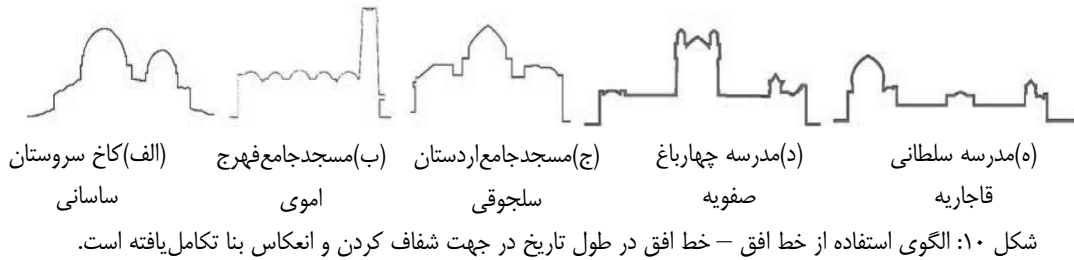 (الف)کاخ سروستان (ب)مسجدجامع‌فهرج (ج)مسجدجامع‌اردستان (د)مدرسه چهارباغ (ه)مدرسه سلطانی
ساسانی اموی سلجوقی صفویه قاجاریه
شکل ۱۰: الگوی استفاده از خط افق – خط افق در طول تاریخ در جهت شفاف کردن و انعکاس بنا تکامل‌یافته است.